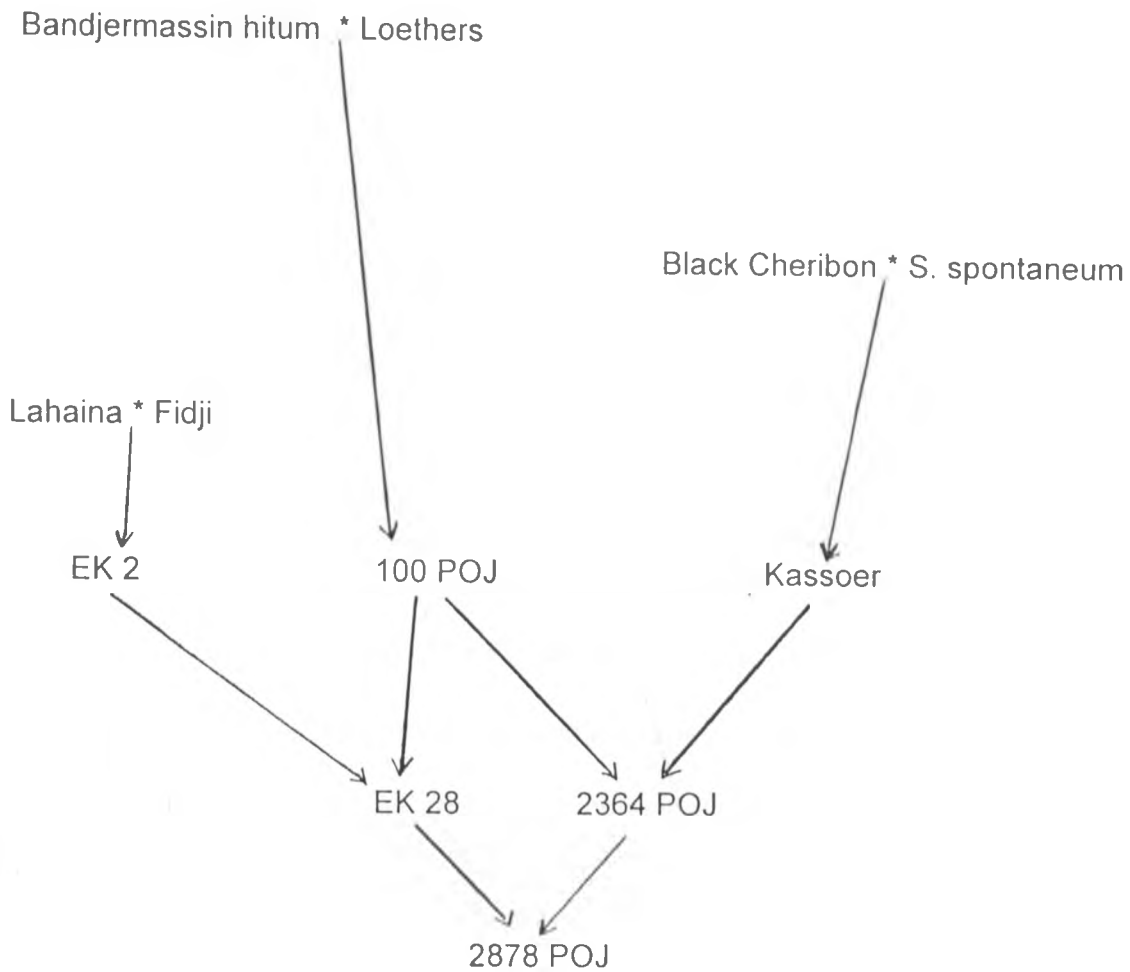 Bandjermassin hitum * Loethers
Black Cheribon * S. spontaneum
Lahaina * Fidji
EK 2
100 POJ
Kassoer
EK 28
2364 POJ
2878 POJ